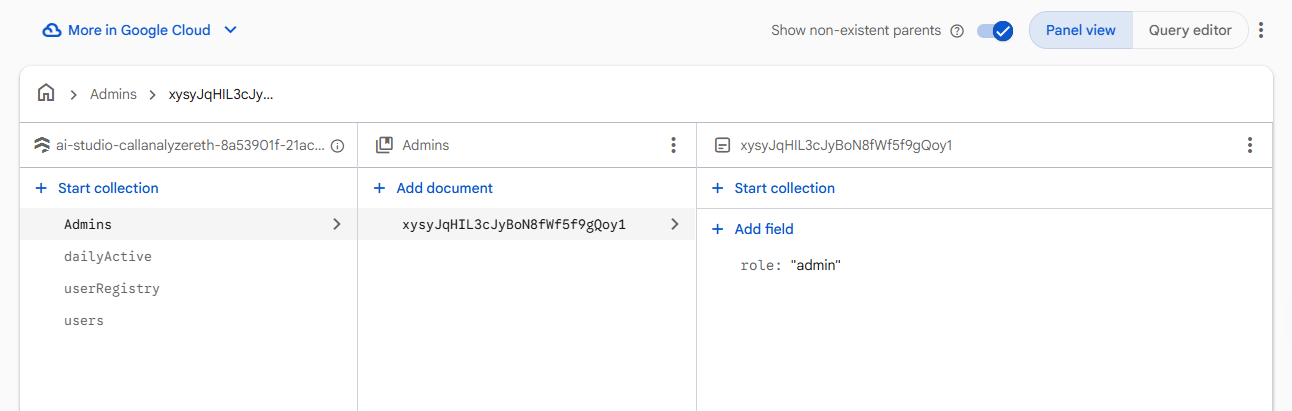 More in Google Cloud
Show non-existent parents
Panel view
Query editor
Admins
xysyJqHIL3cJy...
ai-studio-callanalyzereth-8a53901f-21ac...
Admins
xysyJqHIL3cJyBoN8fWf5f9gQoy1
+ Start collection
+ Add document
+ Start collection
Admins
xysyJqHIL3cJyBoN8fWf5f9gQoy1
+ Add field
dailyActive
role: "admin"
userRegistry
users